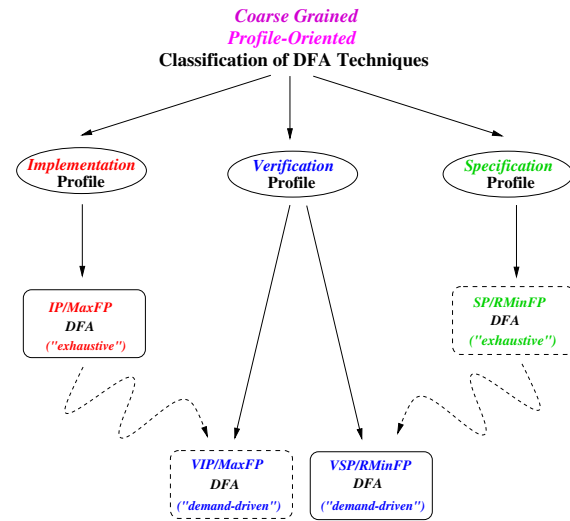 Coarse Grained
Profile-Oriented
Classification of DFA Techniques
Implementation
Profile
Verification
Profile
Specification
Profile
IP/MaxFP
DFA
("exhaustive")
SP/RMinFP
DFA
("exhaustive")
VIP/MaxFP
DFA
("demand-driven")
VSP/RMinFP
DFA
("demand-driven")